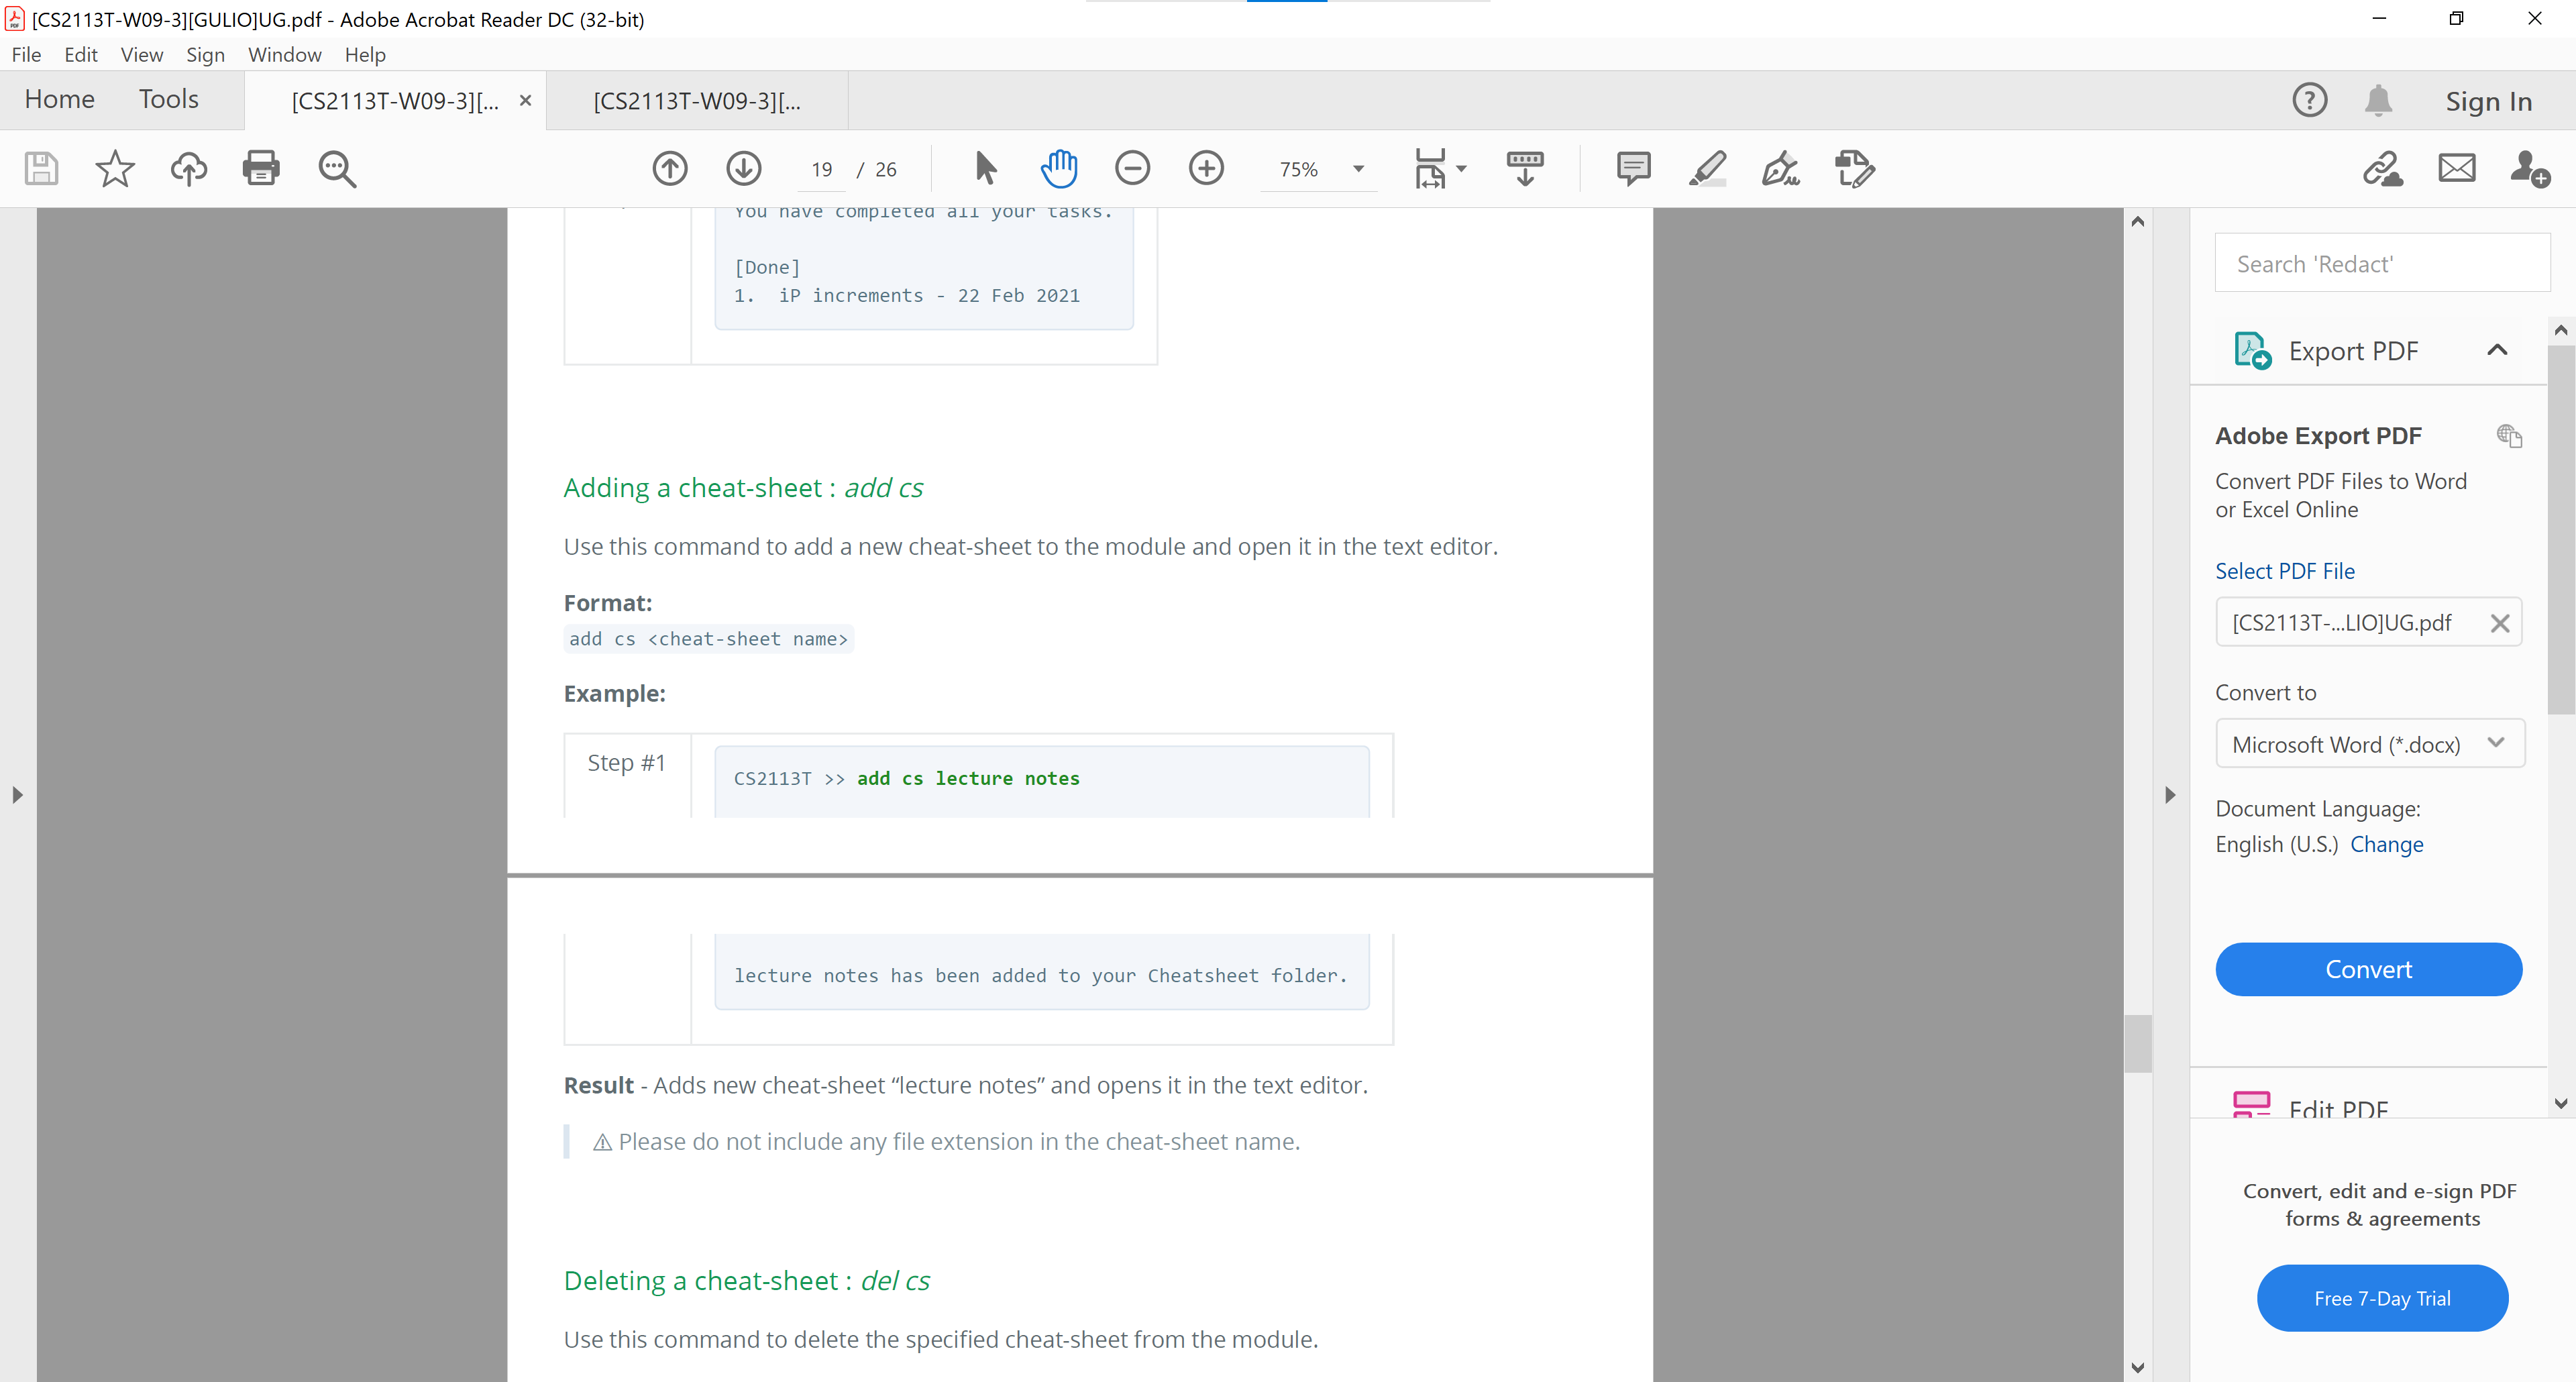 [CS2113T-W09-3][GULIO]UG.pdf - Adobe Acrobat Reader DC (32-bit)
File Edit View Sign Window Help
Home Tools [CS2113T-W09-3][... [CS2113T-W09-3][... Sign In
19 / 26 75%
You have completed all your tasks.
[Done]
1. iP increments - 22 Feb 2021
Adding a cheat-sheet : add cs
Use this command to add a new cheat-sheet to the module and open it in the text editor.
Format:
add cs <cheat-sheet name>
Example:
Step #1
CS2113T >> add cs lecture notes
lecture notes has been added to your Cheatsheet folder.
Result - Adds new cheat-sheet “lecture notes” and opens it in the text editor.
⚠ Please do not include any file extension in the cheat-sheet name.
Deleting a cheat-sheet : del cs
Use this command to delete the specified cheat-sheet from the module.
Search 'Redact'
Export PDF
Adobe Export PDF
Convert PDF Files to Word
or Excel Online
Select PDF File
[CS2113T-...LIO]UG.pdf
Convert to
Microsoft Word (*.docx)
Document Language:
English (U.S.) Change
Convert
Edit PDF
Convert, edit and e-sign PDF
forms & agreements
Free 7-Day Trial